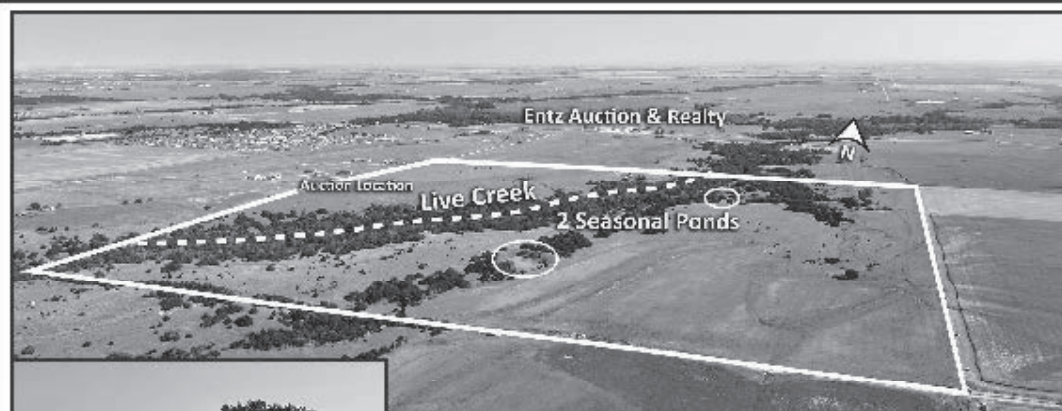 Entz Auction & Realty
N
Auction Location
Live Creek
2 Seasonal Ponds